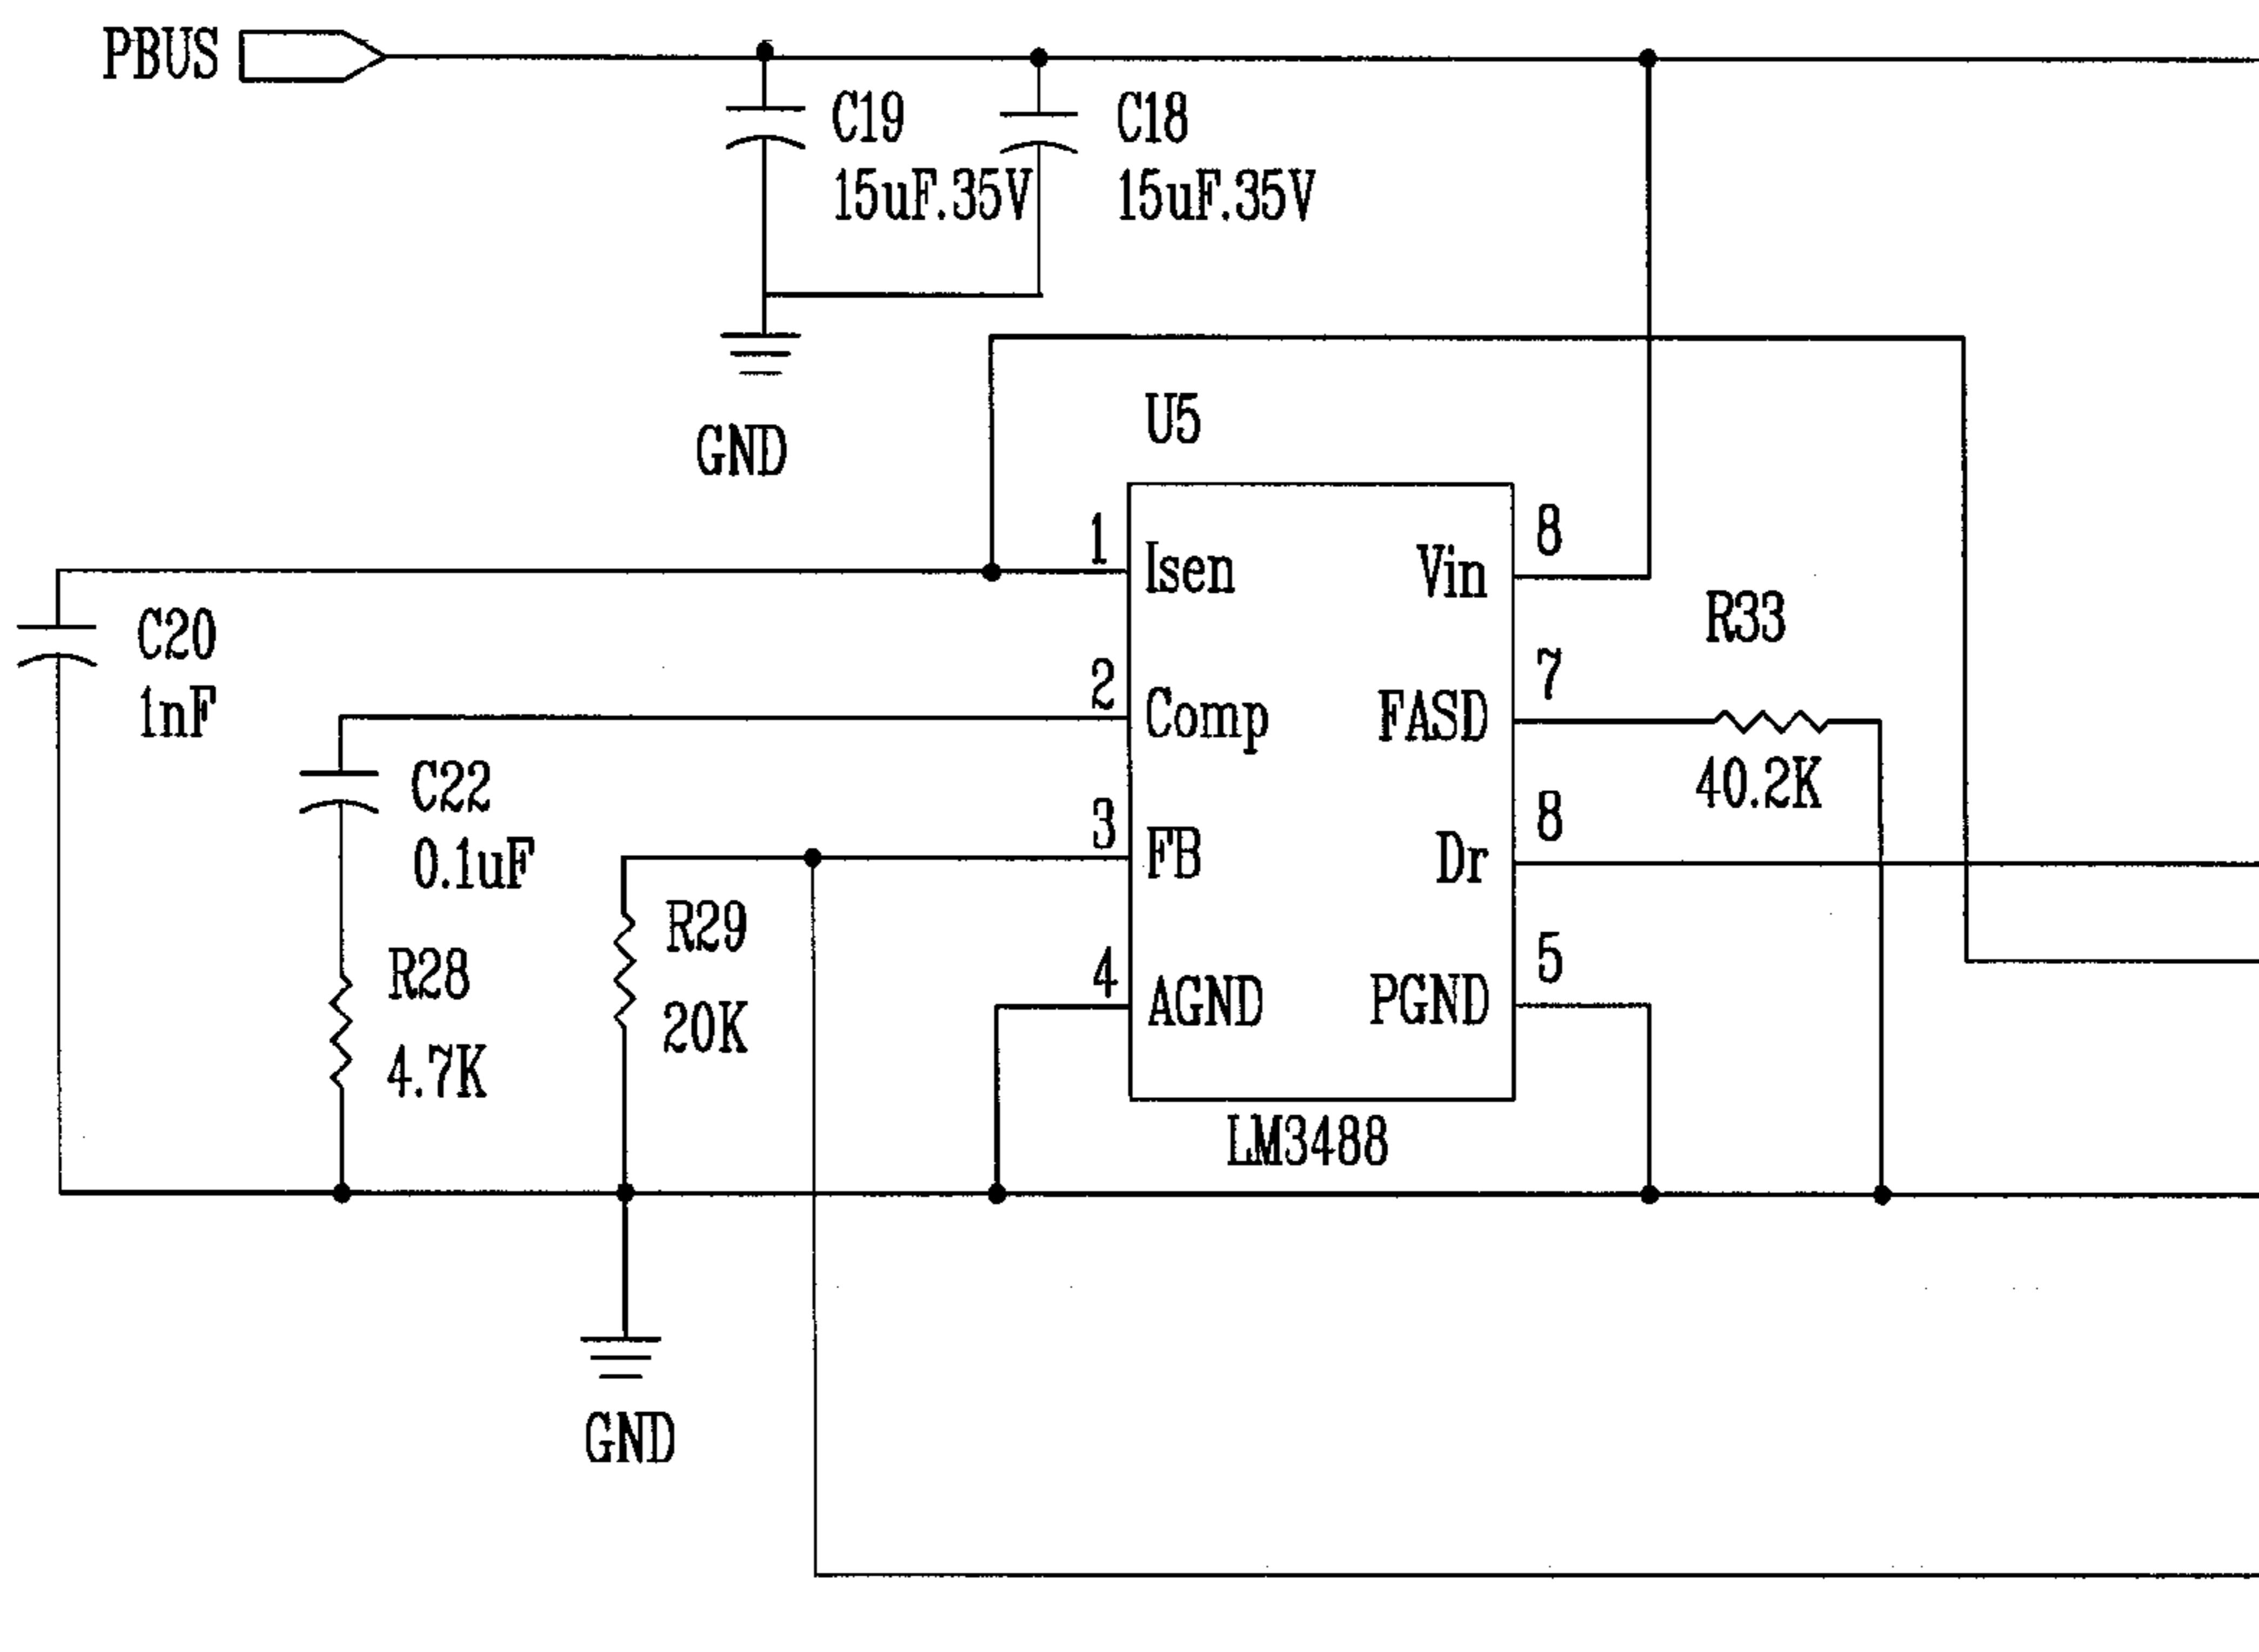 PBUS
C19
15uF.35V
C18
15uF.35V
GND
U5
1
Isen
Vin
8
C20
1nF
2
Comp
FASD
7
R33
40.2K
C22
0.1uF
3
FB
Dr
8
R28
4.7K
R29
20K
4
AGND
PGND
5
LM3488
GND